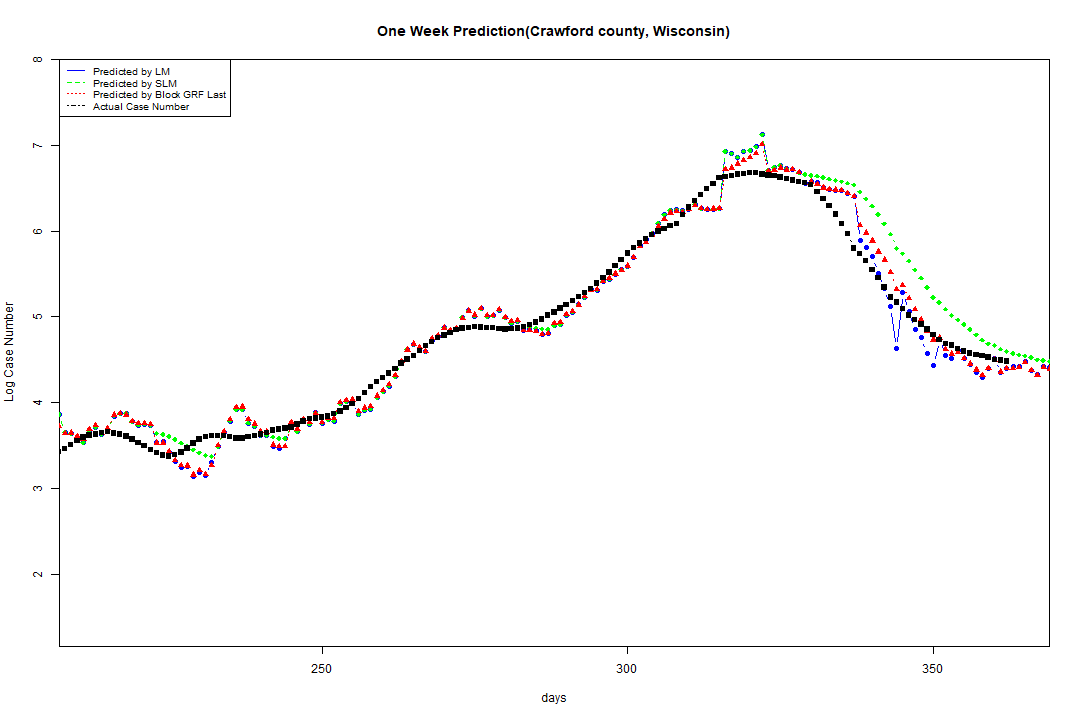 One Week Prediction(Crawford county, Wisconsin)
Predicted by LM
Predicted by SLM
Predicted by Block GRF Last
Actual Case Number
8
7
6
5
4
3
2
Log Case Number
250
300
350
days